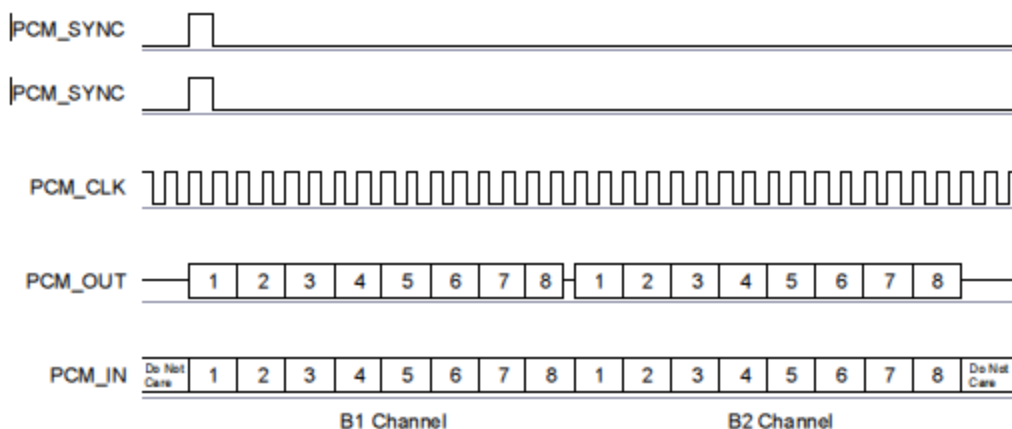 PCM_SYNC
PCM_SYNC
PCM_CLK
PCM_OUT 1 2 3 4 5 6 7 8 1 2 3 4 5 6 7 8
PCM_IN Do Not Care 1 2 3 4 5 6 7 8 1 2 3 4 5 6 7 8 Do Not Care
B1 Channel B2 Channel